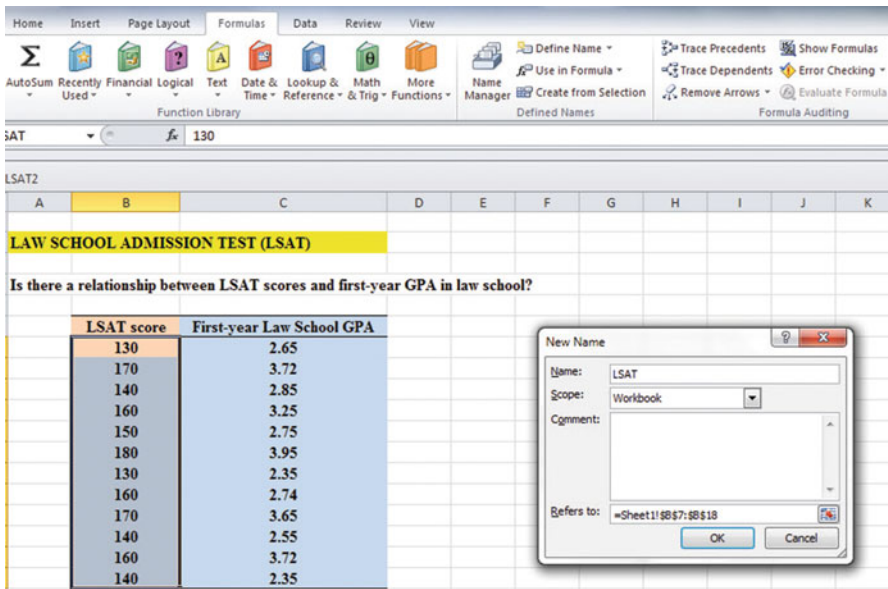 Home Insert Page Layout Formulas Data Review View
Σ
? A θ
AutoSum Recently Used Financial Logical Text Date & Time Lookup & Reference Math & Trig More Functions
Function Library
Name Manager
Define Name
Use in Formula
Create from Selection
Defined Names
Trace Precedents Show Formulas
Trace Dependents Error Checking
Remove Arrows Evaluate Formula
Formula Auditing
SAT fx 130
LSAT2
A B C D E F G H I J K
LAW SCHOOL ADMISSION TEST (LSAT)
Is there a relationship between LSAT scores and first-year GPA in law school?
LSAT score First-year Law School GPA
130 2.65
170 3.72
140 2.85
160 3.25
150 2.75
180 3.95
130 2.35
160 2.74
170 3.65
140 2.55
160 3.72
140 2.35
New Name ? X
Name: LSAT
Scope: Workbook
Comment:
Refers to: =Sheet1!$B$7:$B$18
OK Cancel